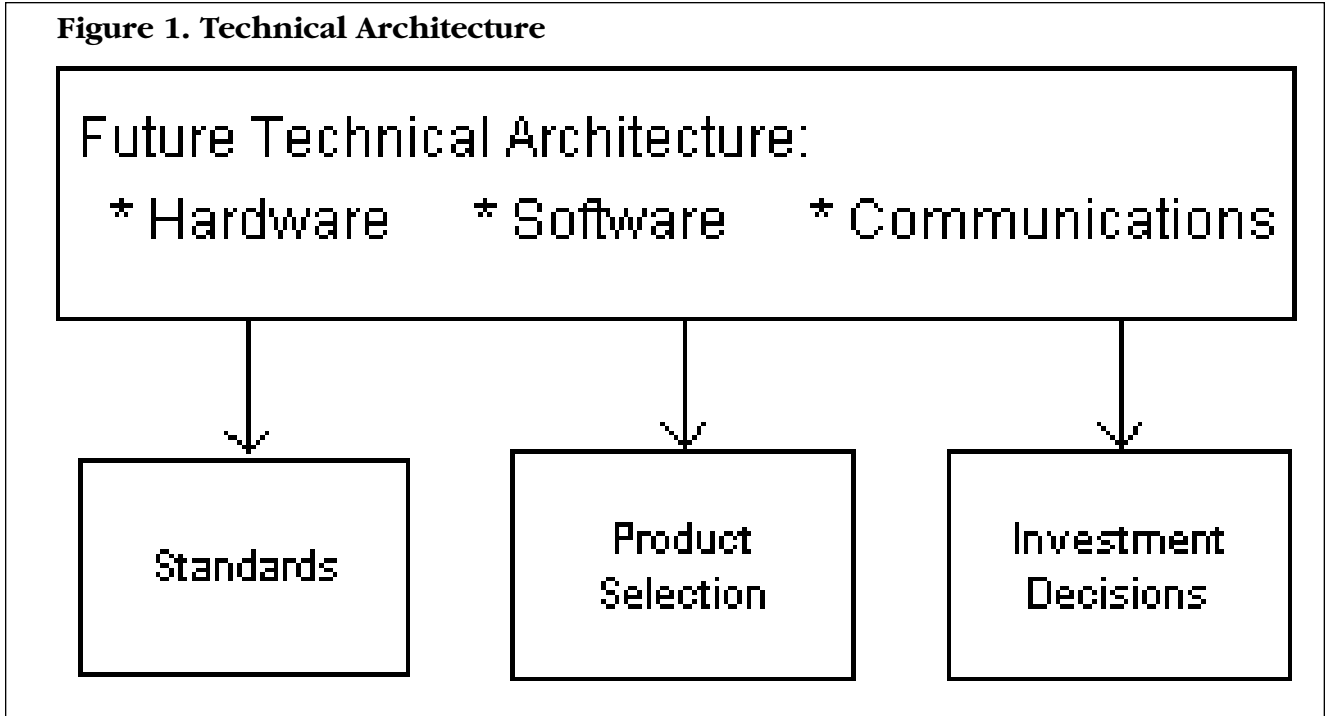 Figure 1. Technical Architecture
Future Technical Architecture:
* Hardware * Software * Communications
Standards
Product
Selection
Investment
Decisions